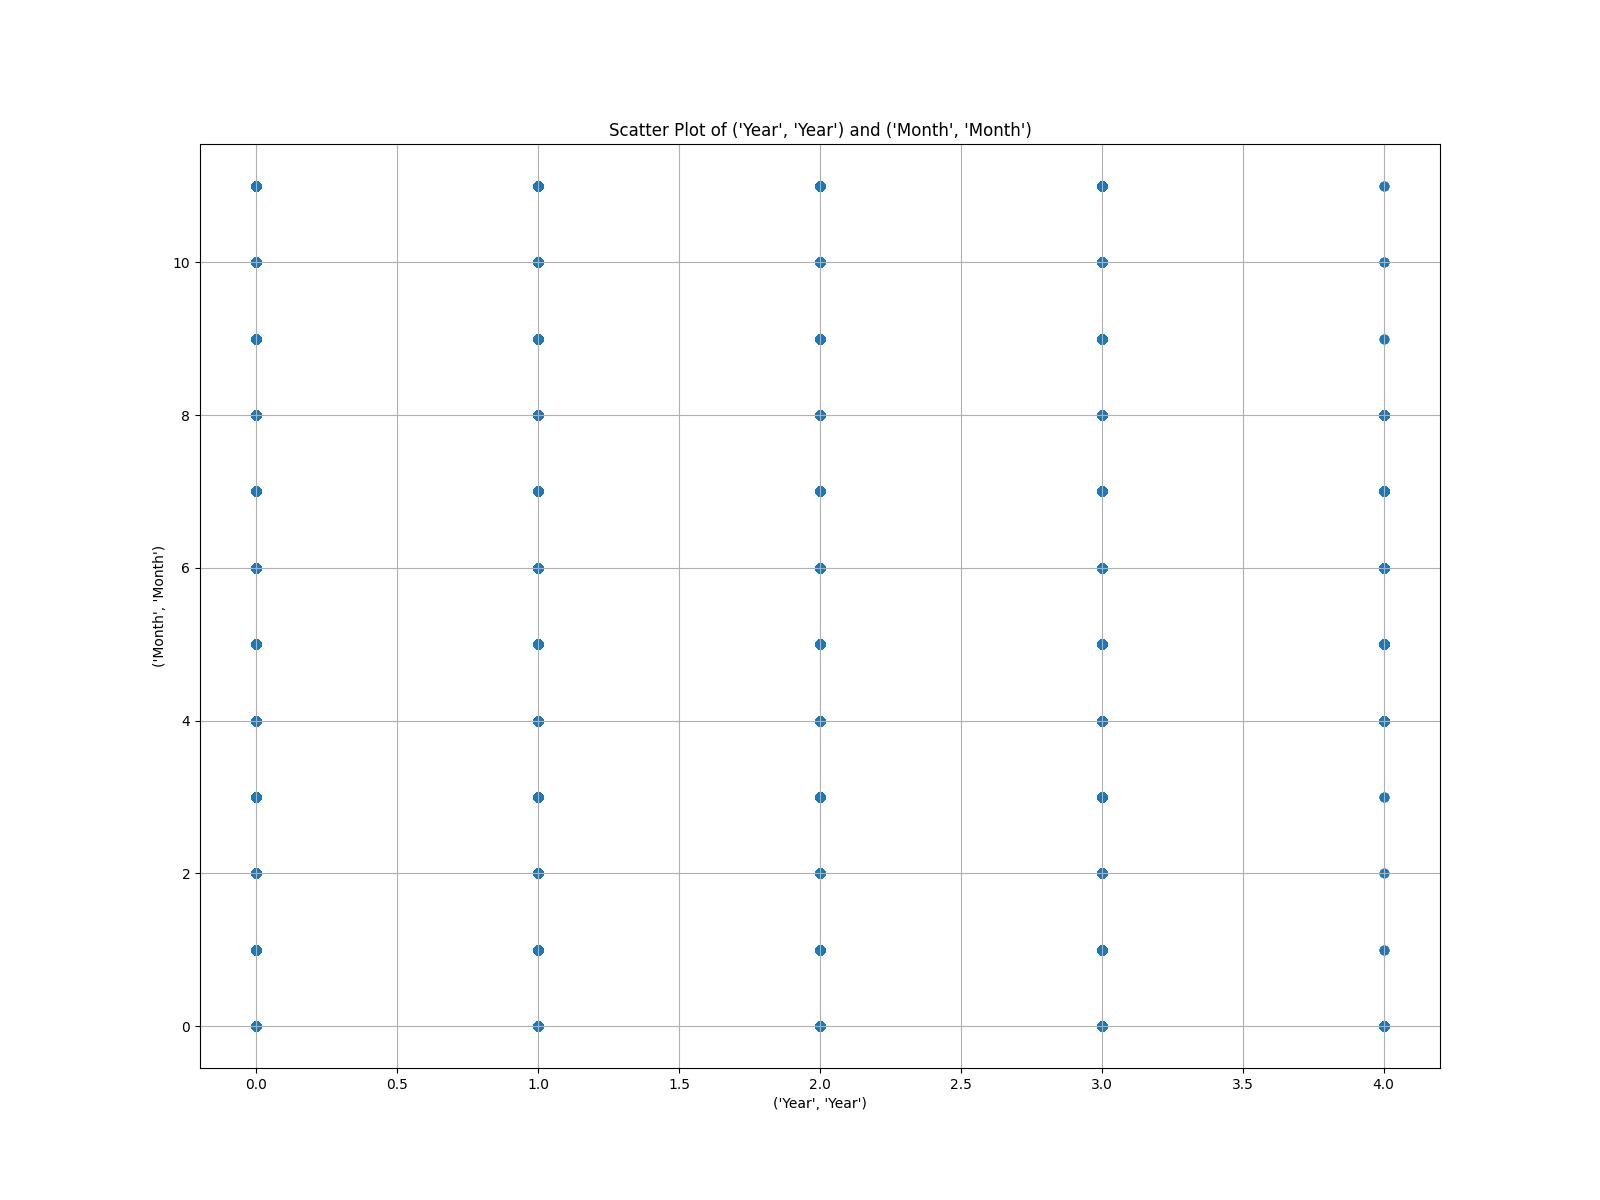 Scatter Plot of ('Year', 'Year') and ('Month', 'Month')
10
8
6
4
2
0
('Month', 'Month')
0.0 0.5 1.0 1.5 2.0 2.5 3.0 3.5 4.0
('Year', 'Year')